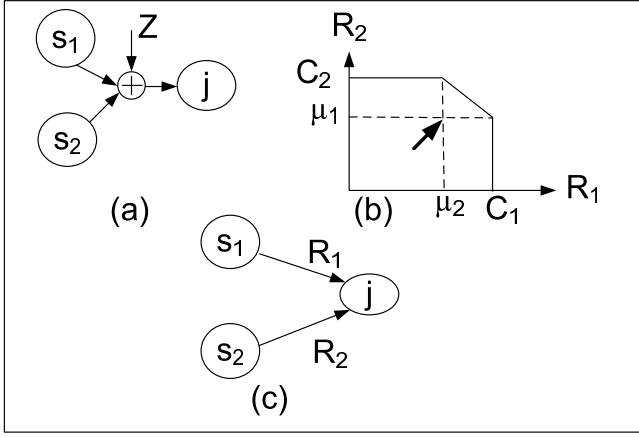 s₁
Z
+
j
s₂
(a)
R₂
C₂
μ₁
μ₂
C₁
R₁
(b)
s₁
R₁
j
s₂
R₂
(c)